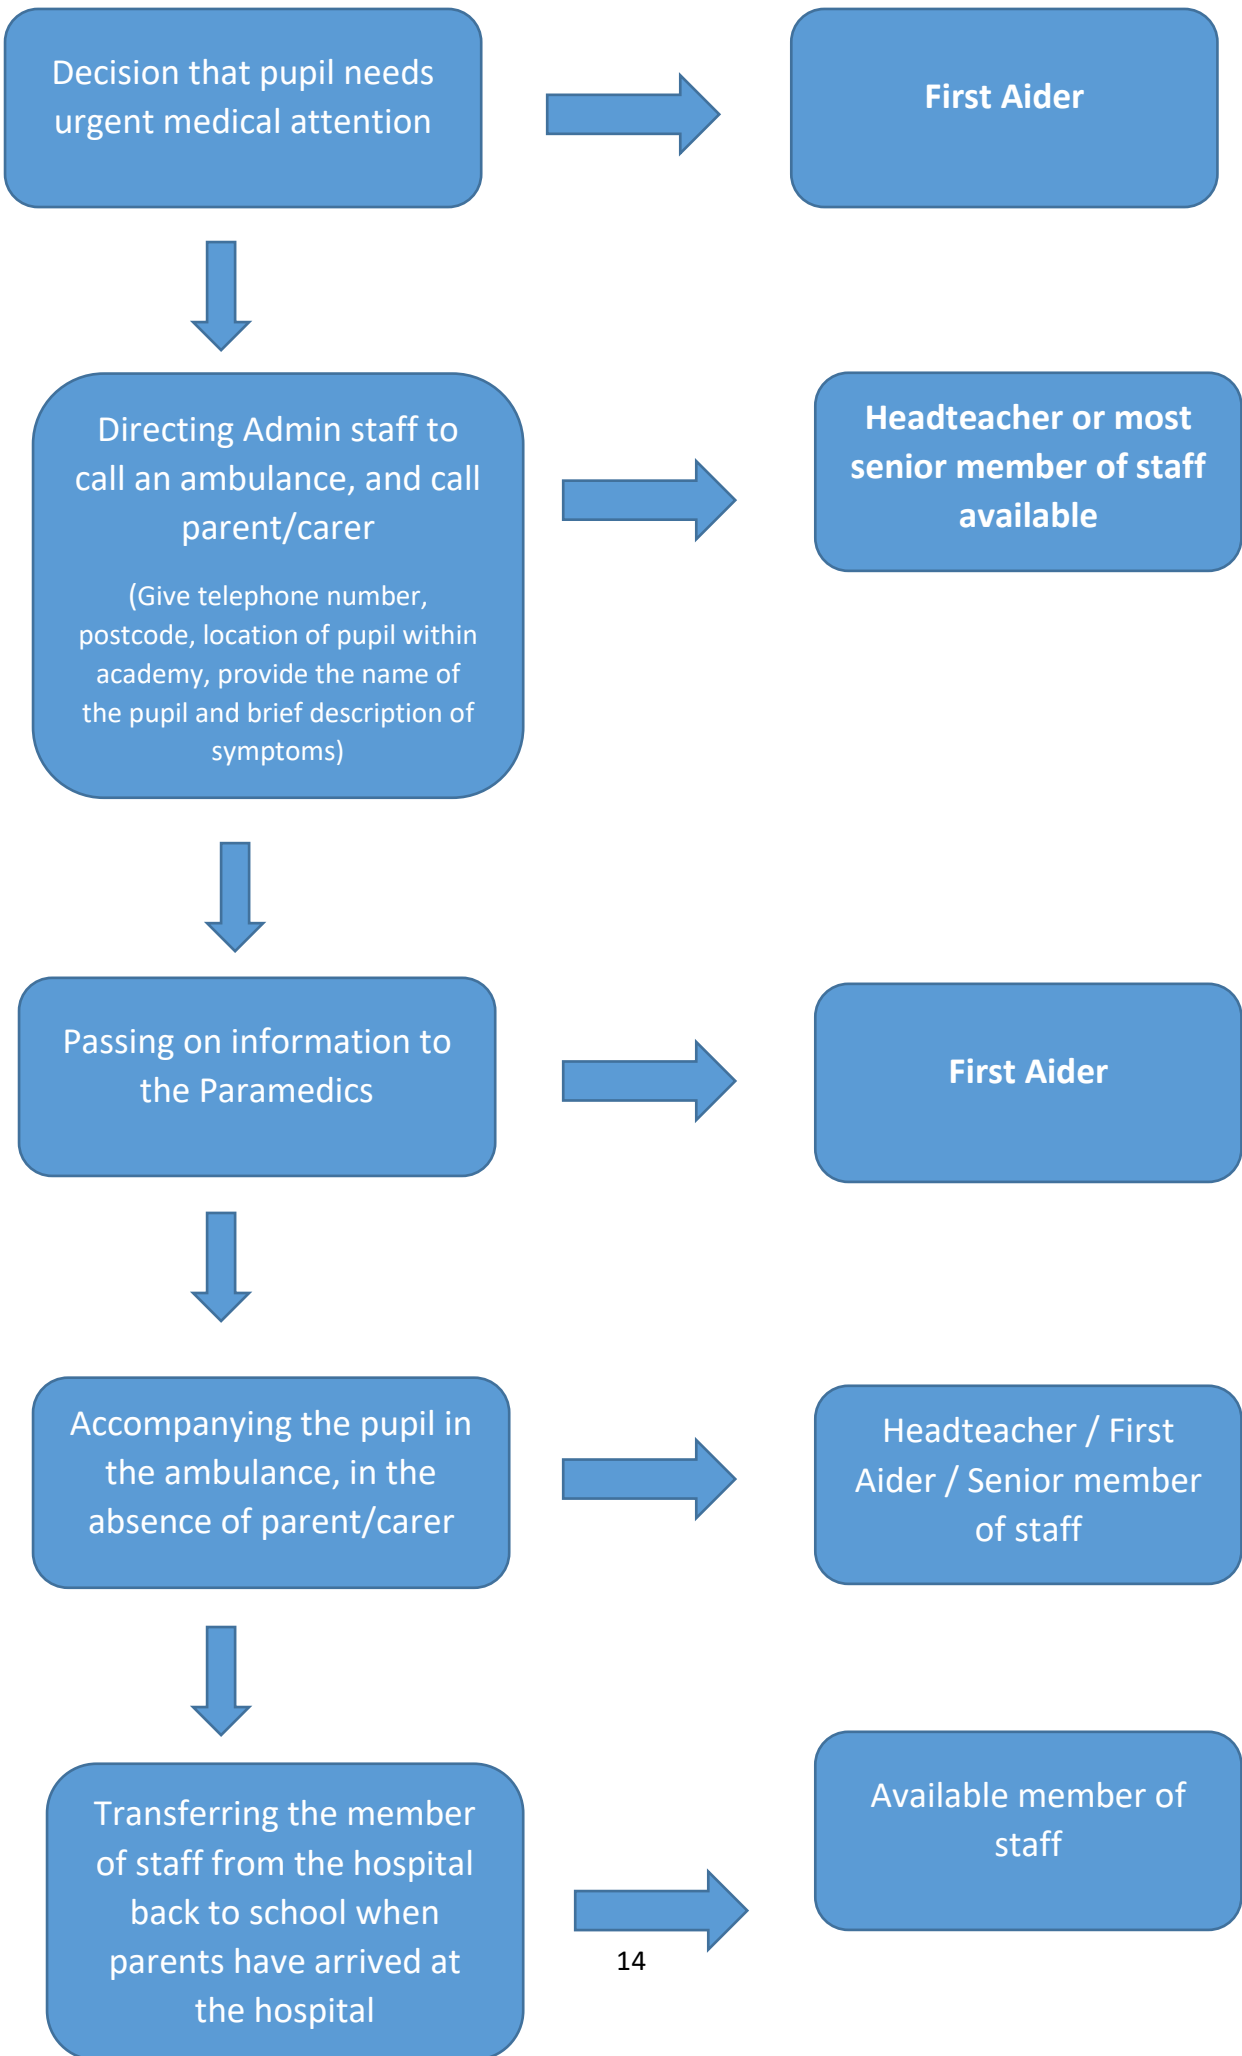 Decision that pupil needs
urgent medical attention
First Aider
Directing Admin staff to
call an ambulance, and call
parent/carer
(Give telephone number,
postcode, location of pupil within
academy, provide the name of
the pupil and brief description of
symptoms)
Headteacher or most
senior member of staff
available
Passing on information to
the Paramedics
First Aider
Accompanying the pupil in
the ambulance, in the
absence of parent/carer
Headteacher / First
Aider / Senior member
of staff
Transferring the member
of staff from the hospital
back to school when
parents have arrived at
the hospital
Available member of
staff
14